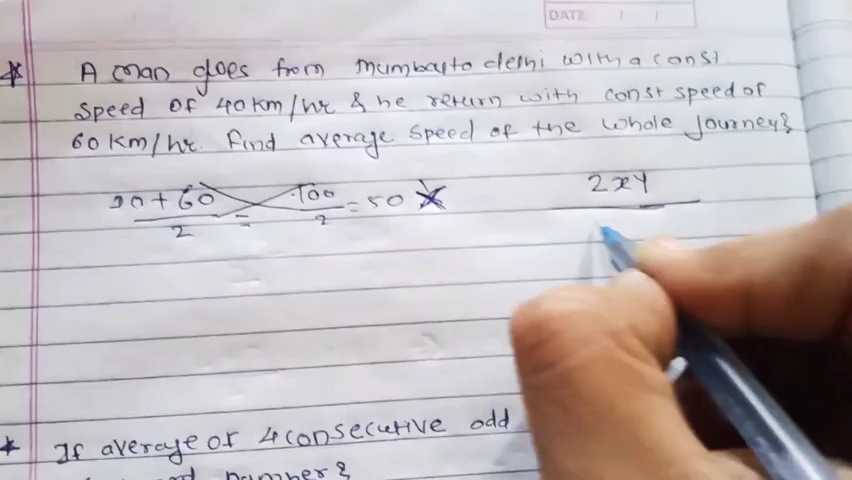 DATE / /
* A man goes from Mumbai to delhi with a const
speed of 40 km/hr & he return with const speed of
60 km/hr. Find average speed of the whole journey?
+ 60 / 2 = 100 / 2 = 50 ×
2xy
* If average of 4 consecutive odd
number?